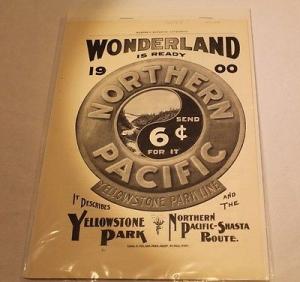 WONDERLAND
IS READY
19 00
NORTHERN
SEND
6¢
FOR IT
PACIFIC
YELLOWSTONE PARK LINE
IT DESCRIBES
AND THE
YELLOWSTONE
PARK
NORTHERN
PACIFIC-SHASTA
ROUTE.